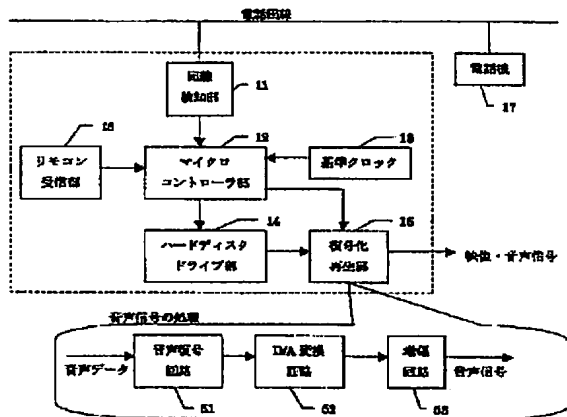 電話回線
回線
検知部
11
電話機
17
16
リモコン
受信部
12
マイクロ
コントローラ部
13
基準クロック
14
ハードディスク
ドライブ部
15
復号化
再生部
映像・音声信号
音声信号の処理
音声データ
音声復号
回路
51
D/A 変換
回路
52
増幅
回路
53
音声信号